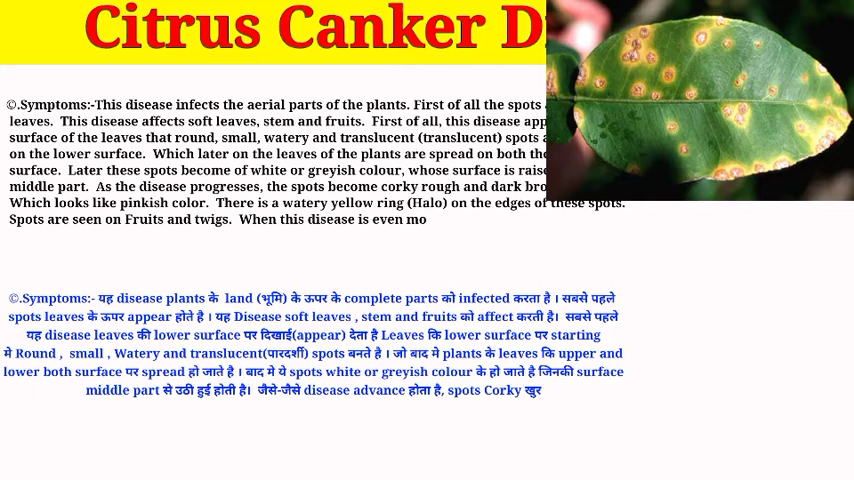 Citrus Canker D
©.Symptoms:-This disease infects the aerial parts of the plants. First of all the spots
leaves. This disease affects soft leaves, stem and fruits. First of all, this disease app
surface of the leaves that round, small, watery and translucent (translucent) spots
on the lower surface. Which later on the leaves of the plants are spread on both the
surface. Later these spots become of white or greyish colour, whose surface is raise
middle part. As the disease progresses, the spots become corky rough and dark bro
Which looks like pinkish color. There is a watery yellow ring (Halo) on the edges of these spots.
Spots are seen on Fruits and twigs. When this disease is even mo
©.Symptoms:- यह disease plants के land (भूमि) के ऊपर के complete parts को infected करता है । सबसे पहले
spots leaves के ऊपर appear होते है । यह Disease soft leaves , stem and fruits को affect करती है। सबसे पहले
यह disease leaves की lower surface पर दिखाई(appear) देता है Leaves कि lower surface पर starting
मे Round , small , Watery and translucent(पारदर्शी) spots बनते है । जो बाद मे plants के leaves कि upper and
lower both surface पर spread हो जाते है । बाद मे ये spots white or greyish colour के हो जाते है जिनकी surface
middle part से उठी हुई होती है। जैसे-जैसे disease advance होता है, spots Corky खुर